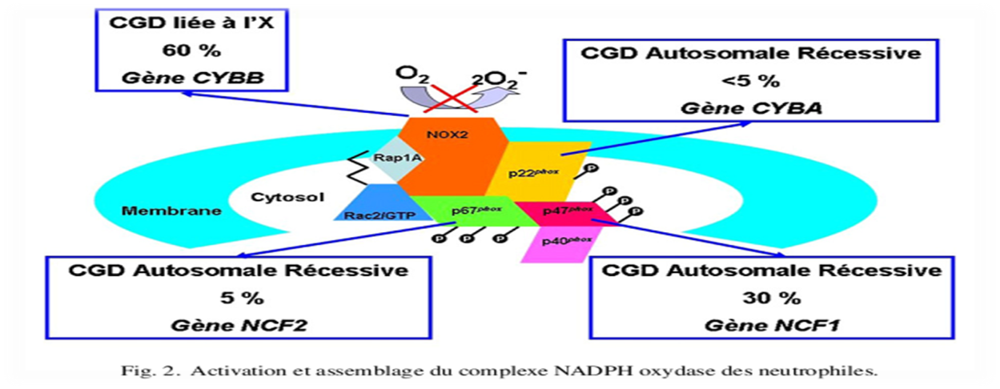 CGD liée à l'X
60 %
Gène CYBB
CGD Autosomale Récessive
<5 %
Gène CYBA
O2
2O2-
NOX2
Rap1A
p22phox
P
Cytosol
Membrane
Rac2/GTP
p67phox
p47phox
P
P
P
P
P
P
p40phox
CGD Autosomale Récessive
5 %
Gène NCF2
CGD Autosomale Récessive
30 %
Gène NCF1
Fig. 2. Activation et assemblage du complexe NADPH oxydase des neutrophiles.